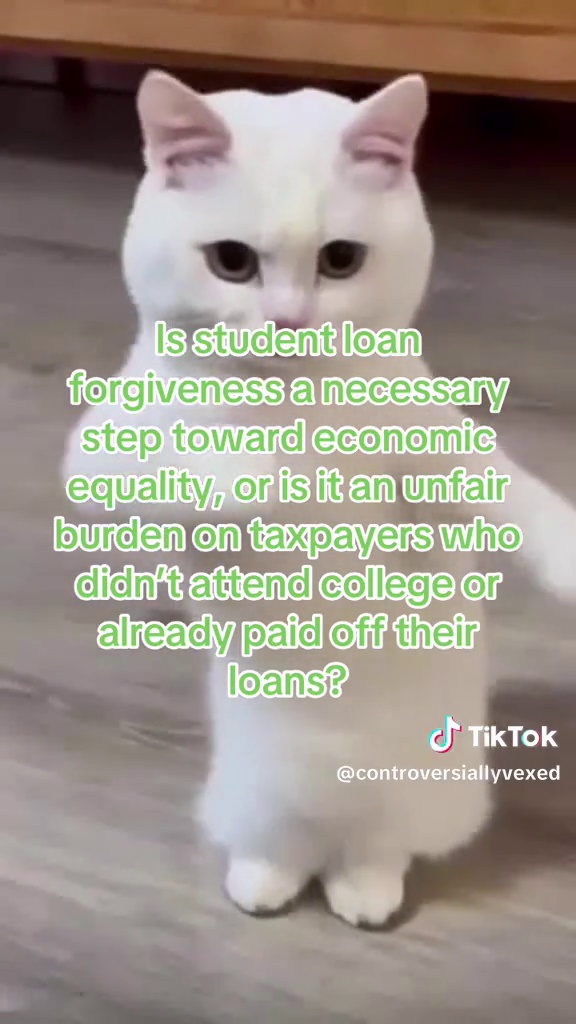 Is student loan
forgiveness a necessary
step toward economic
equality, or is it an unfair
burden on taxpayers who
didn’t attend college or
already paid off their
loans?
TikTok
@controversiallyvexed